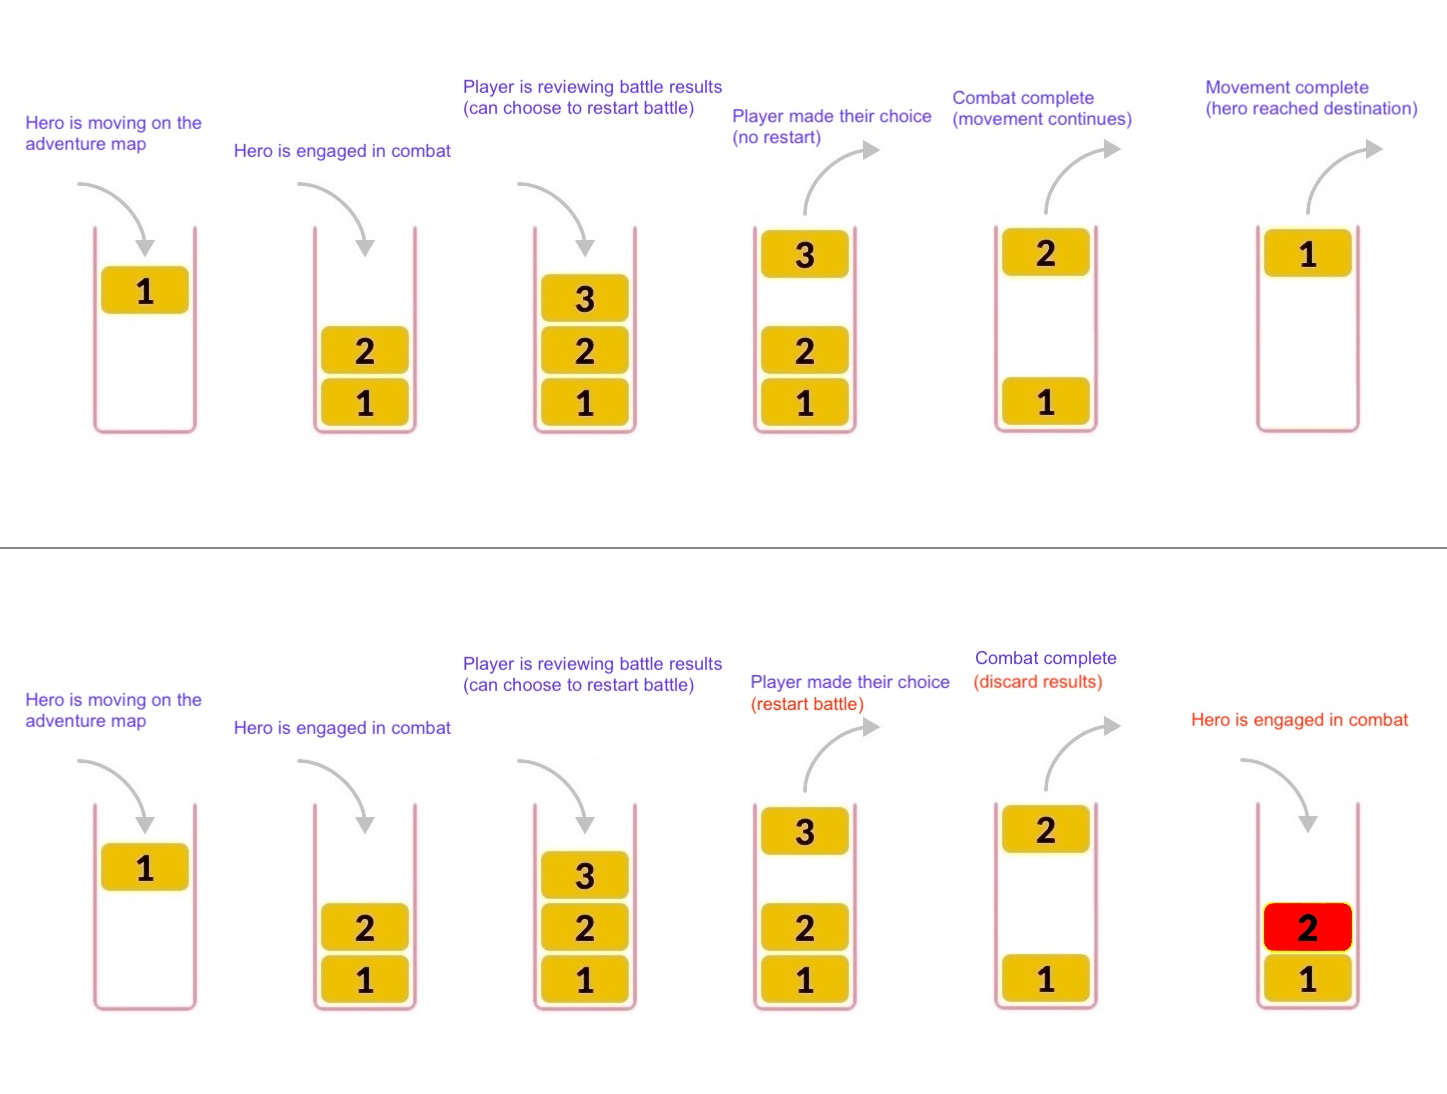 Hero is moving on the
adventure map
Hero is engaged in combat
Player is reviewing battle results
(can choose to restart battle)
Player made their choice
(no restart)
Combat complete
(movement continues)
Movement complete
(hero reached destination)
1
2
1
3
2
1
3
2
1
2
1
1
Hero is moving on the
adventure map
Hero is engaged in combat
Player is reviewing battle results
(can choose to restart battle)
Player made their choice
(restart battle)
Combat complete
(discard results)
Hero is engaged in combat
1
2
1
3
2
1
3
2
1
2
1
2
1